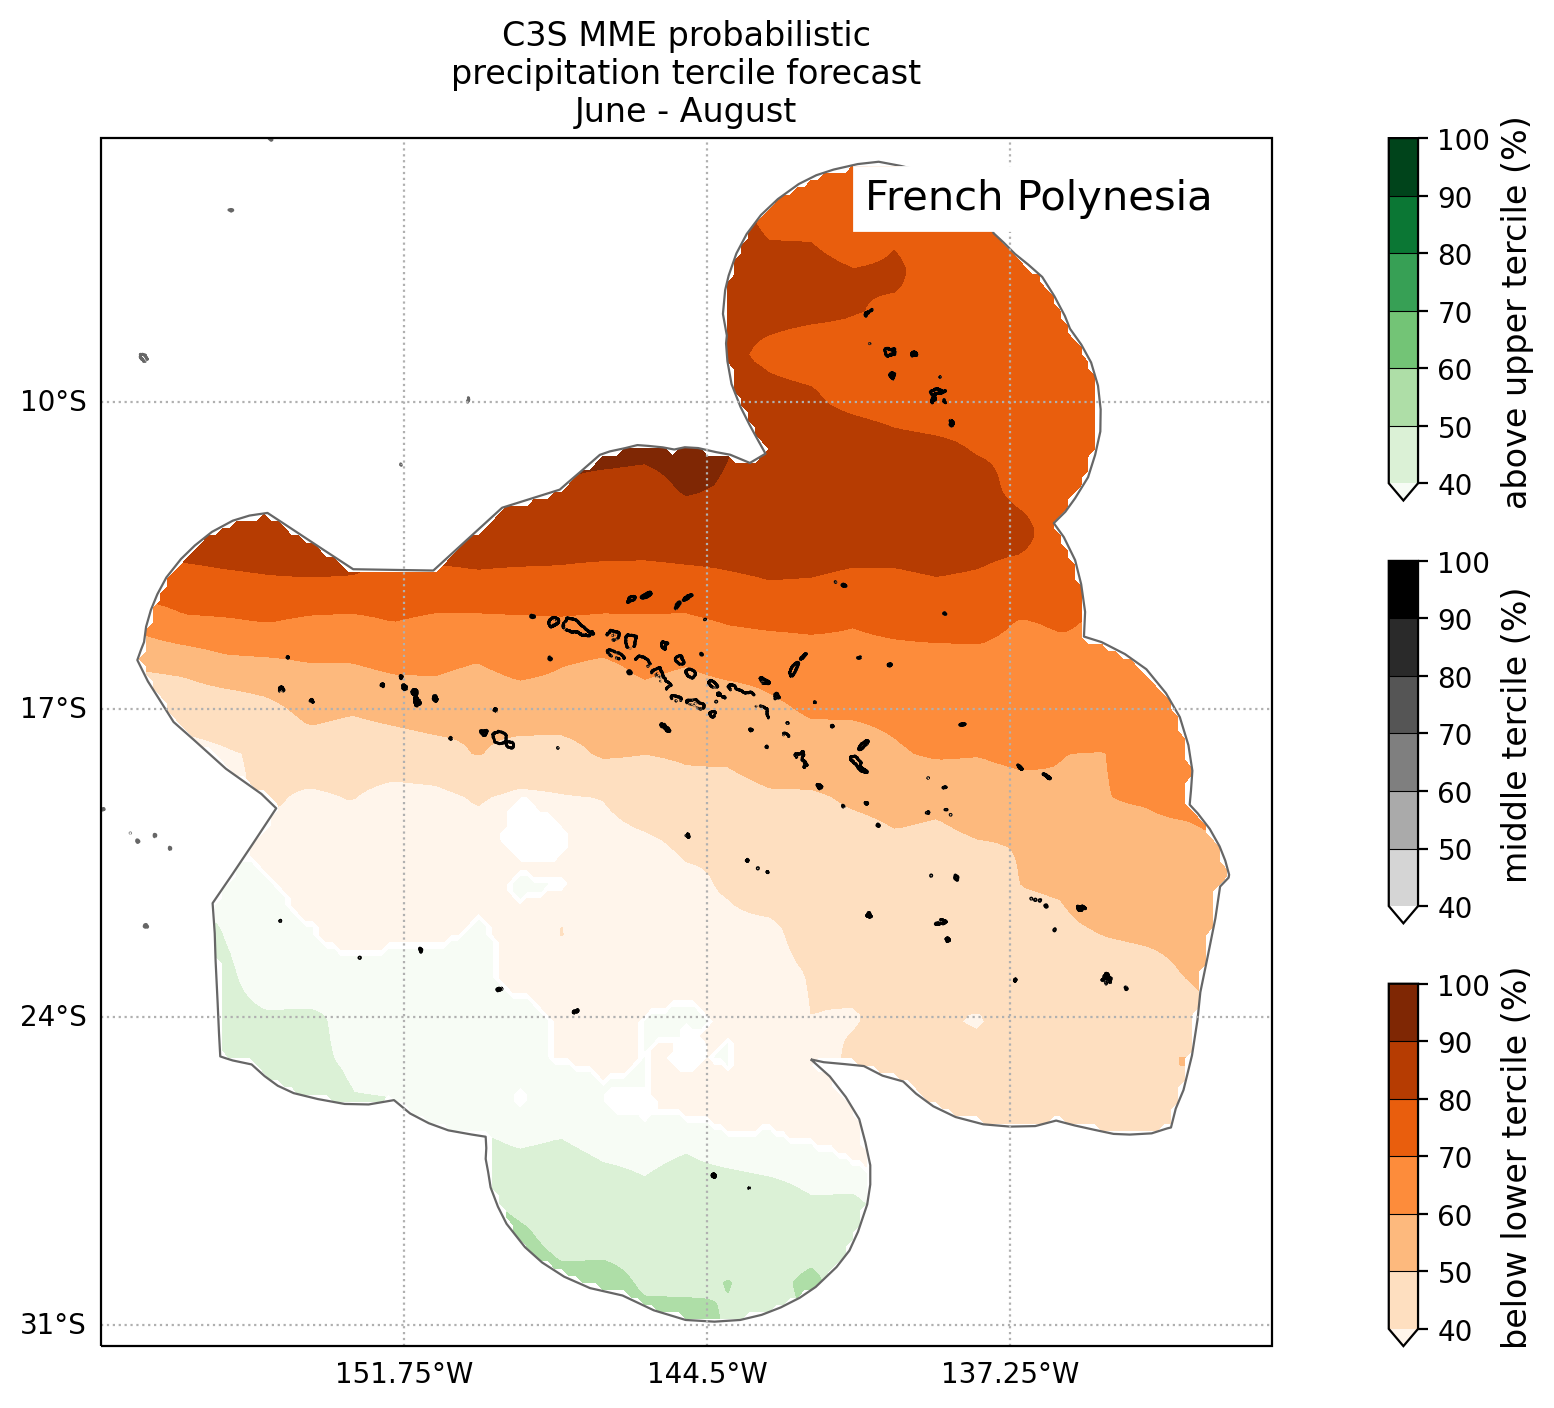 C3S MME probabilistic
precipitation tercile forecast
June - August
French Polynesia
10°S
17°S
24°S
31°S
151.75°W
144.5°W
137.25°W
100
90
80
70
60
50
40
above upper tercile (%)
100
90
80
70
60
50
40
middle tercile (%)
100
90
80
70
60
50
40
below lower tercile (%)